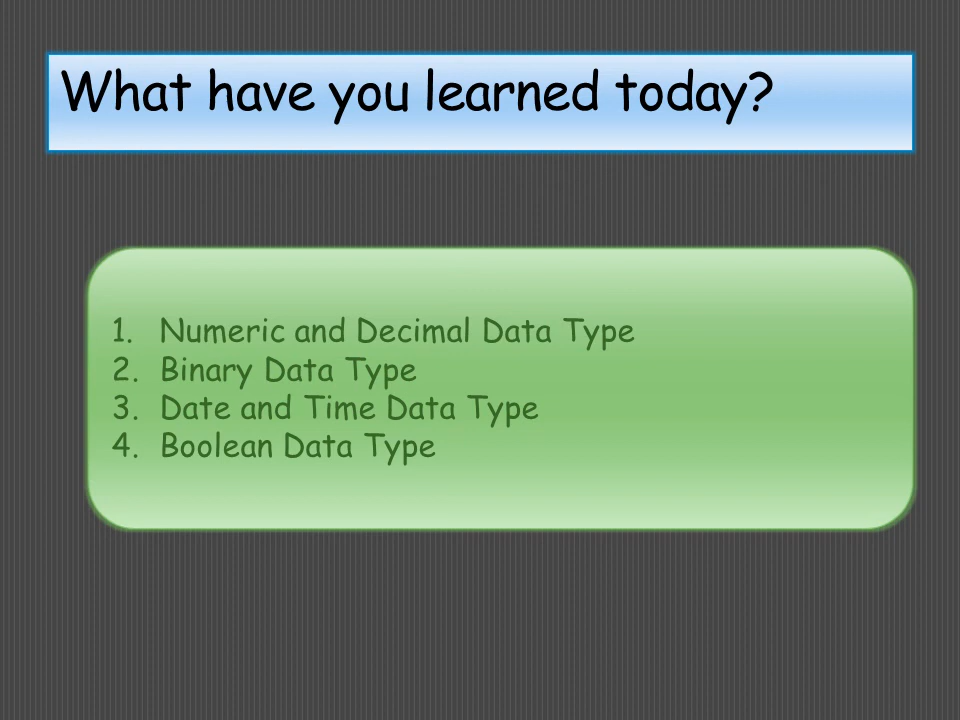 What have you learned today?
1. Numeric and Decimal Data Type
2. Binary Data Type
3. Date and Time Data Type
4. Boolean Data Type